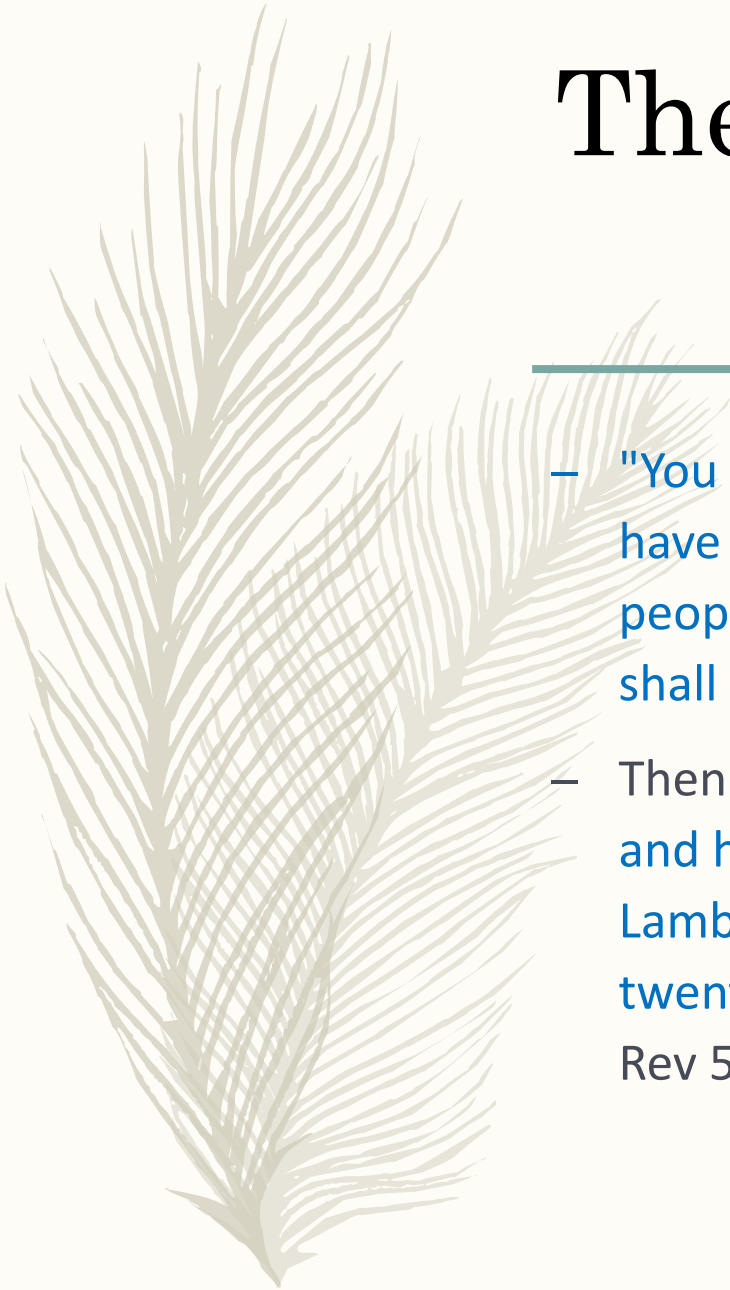 The
– "You
have
peop
shall
– Then
and h
Lamb
twent
Rev 5